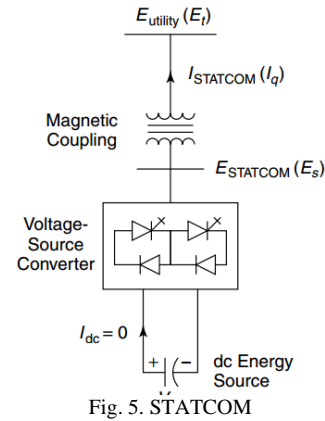 E_utility (E_t)
I_STATCOM (I_q)
Magnetic
Coupling
E_STATCOM (E_s)
Voltage-
Source
Converter
I_dc = 0
+ −
dc Energy
Source
Fig. 5. STATCOM